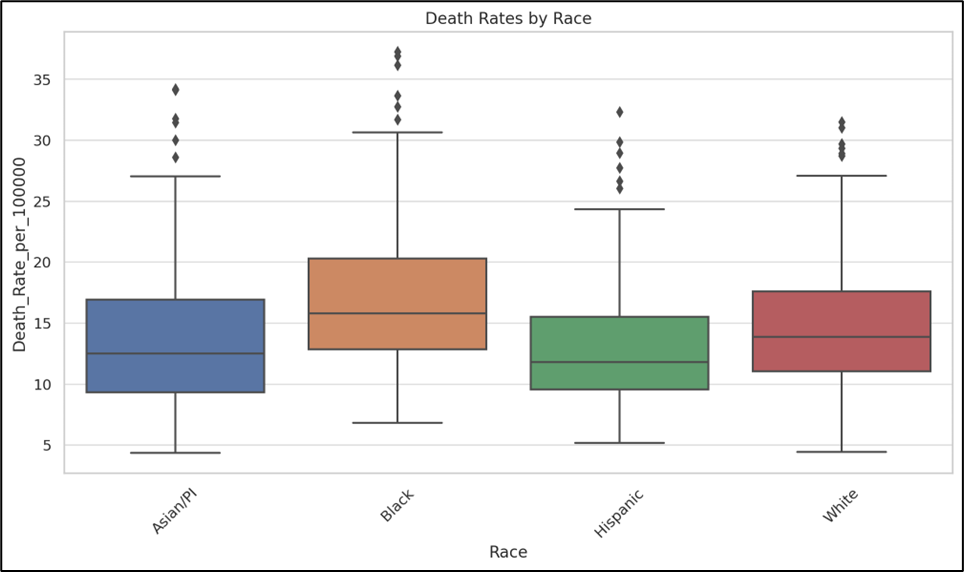 Death Rates by Race
Death_Rate_per_100000
35
30
25
20
15
10
5
Asian/PI
Black
Hispanic
White
Race